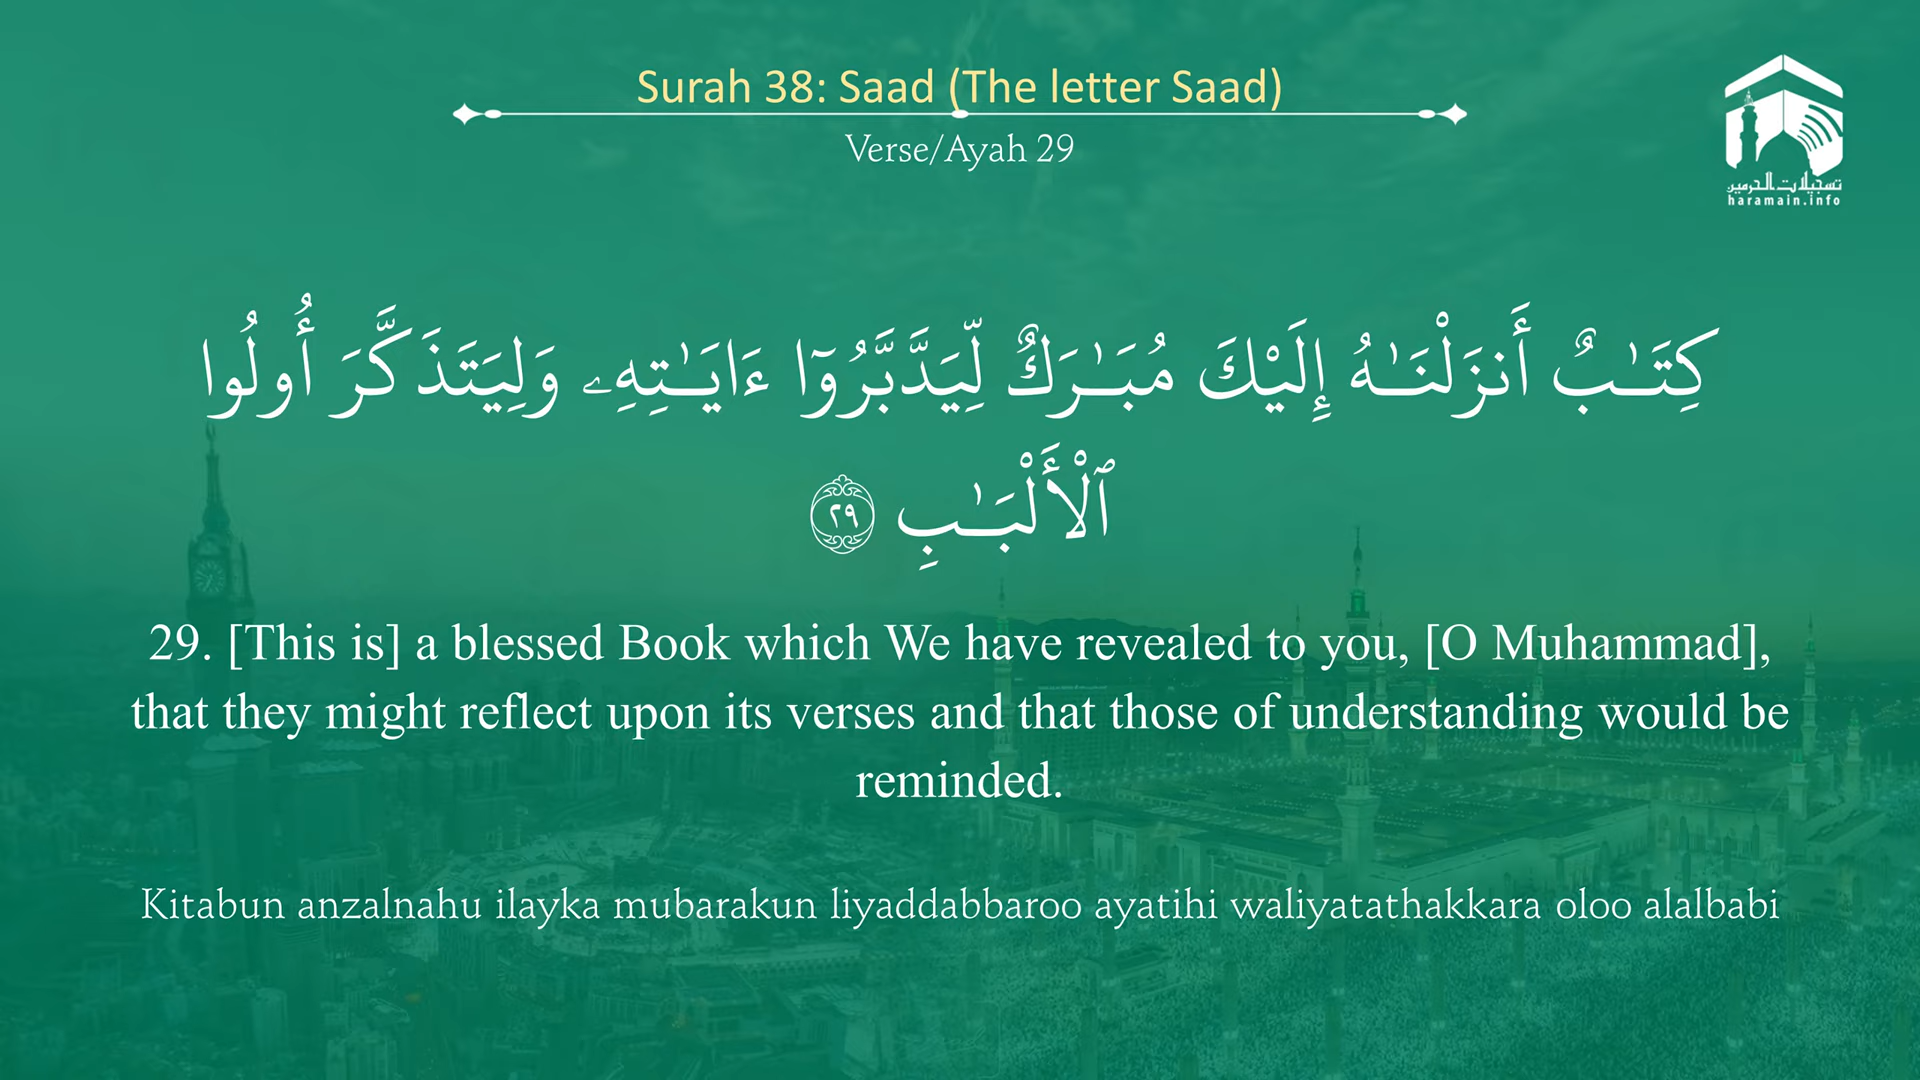 Surah 38: Saad (The letter Saad)
Verse/Ayah 29
تسجيلات الحرمين
haramain.info
كِتَـٰبٌ أَنزَلْنَـٰهُ إِلَيْكَ مُبَـٰرَكٌ لِّيَدَّبَّرُوٓا ءَايَـٰتِهِۦ وَلِيَتَذَكَّرَ أُولُوا
ٱلْأَلْبَـٰبِ ٢٩
29. [This is] a blessed Book which We have revealed to you, [O Muhammad],
that they might reflect upon its verses and that those of understanding would be
reminded.
Kitabun anzalnahu ilayka mubarakun liyaddabbaroo ayatihi waliyatathakkara oloo alalbabi